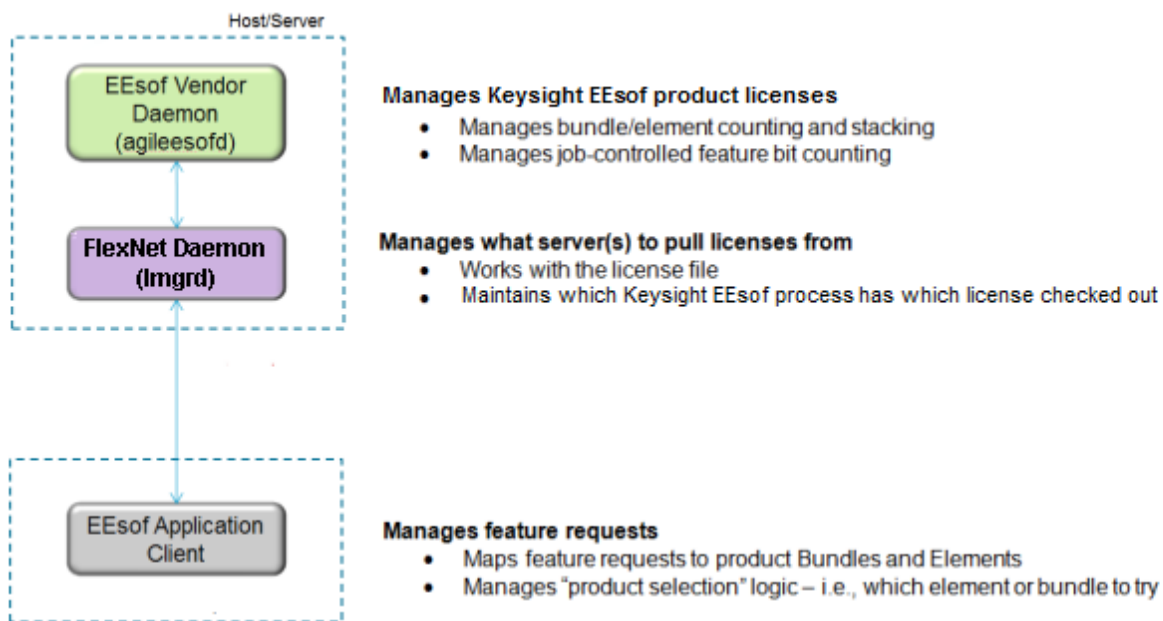 Host/Server
EEsof Vendor
Daemon
(agileesofd)
Manages Keysight EEsof product licenses
• Manages bundle/element counting and stacking
• Manages job-controlled feature bit counting
FlexNet Daemon
(lmgrd)
Manages what server(s) to pull licenses from
• Works with the license file
• Maintains which Keysight EEsof process has which license checked out
EEsof Application
Client
Manages feature requests
• Maps feature requests to product Bundles and Elements
• Manages “product selection” logic – i.e., which element or bundle to try